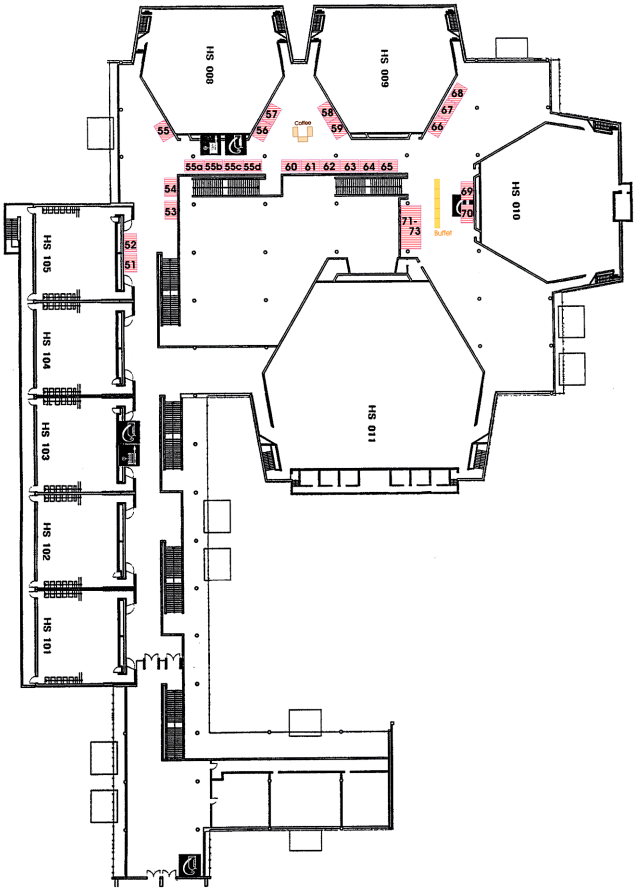 HS 008
HS 009
68
67
66
57
56
55
58
59
Coffee
55a 55b 55c 55d
60 61 62 63 64 65
54
53
69
70
HS 010
71-
73
Buffet
52
51
HS 105
HS 104
HS 011
HS 103
HS 102
HS 101